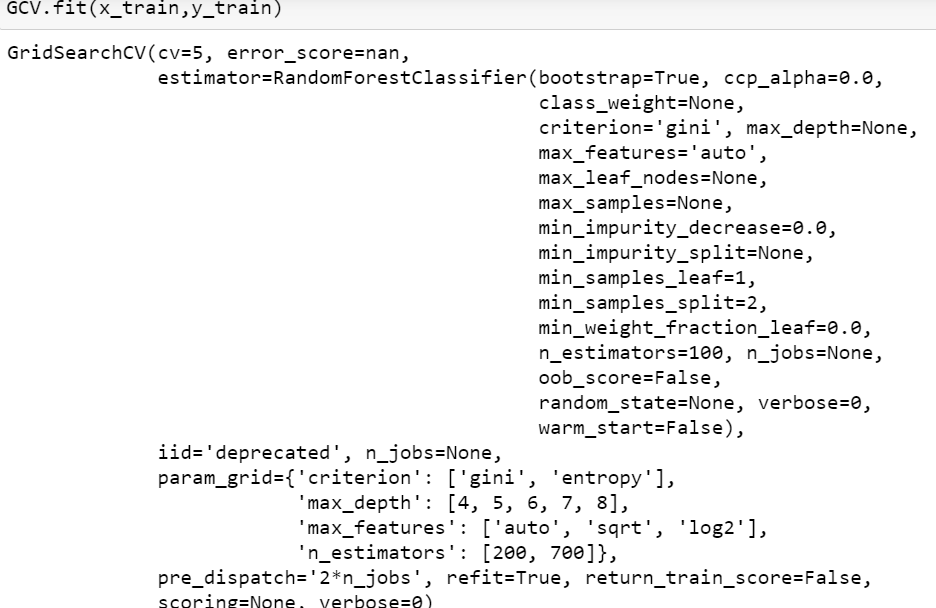 GCV.fit(x_train,y_train)
GridSearchCV(cv=5, error_score=nan,
estimator=RandomForestClassifier(bootstrap=True, ccp_alpha=0.0,
class_weight=None,
criterion='gini', max_depth=None,
max_features='auto',
max_leaf_nodes=None,
max_samples=None,
min_impurity_decrease=0.0,
min_impurity_split=None,
min_samples_leaf=1,
min_samples_split=2,
min_weight_fraction_leaf=0.0,
n_estimators=100, n_jobs=None,
oob_score=False,
random_state=None, verbose=0,
warm_start=False),
iid='deprecated', n_jobs=None,
param_grid={'criterion': ['gini', 'entropy'],
'max_depth': [4, 5, 6, 7, 8],
'max_features': ['auto', 'sqrt', 'log2'],
'n_estimators': [200, 700]},
pre_dispatch='2*n_jobs', refit=True, return_train_score=False,
scoring=None, verbose=0)